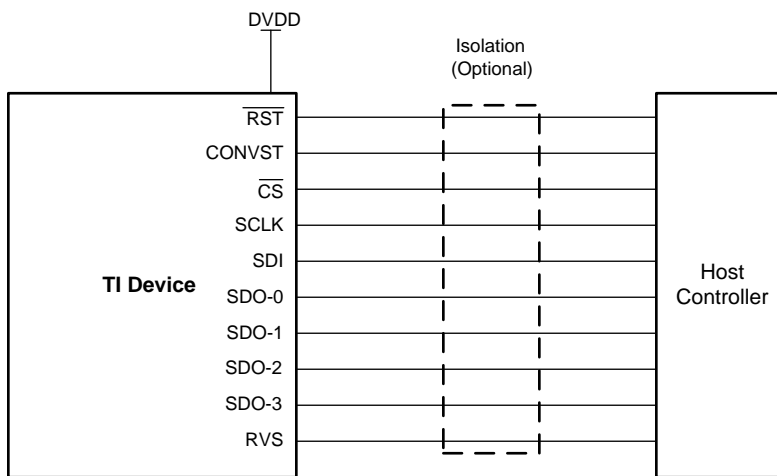 DVDD
Isolation
(Optional)
RST
CONVST
CS
SCLK
SDI
TI Device
SDO-0
SDO-1
SDO-2
SDO-3
RVS
Host
Controller